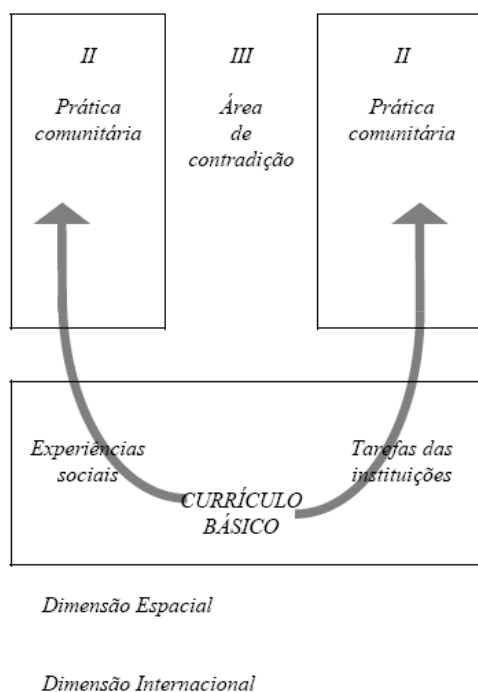 II
Prática
comunitária
III
Área
de
contradição
II
Prática
comunitária
Experiências
sociais
Tarefas das
instituições
CURRÍCULO
BÁSICO
Dimensão Espacial
Dimensão Internacional